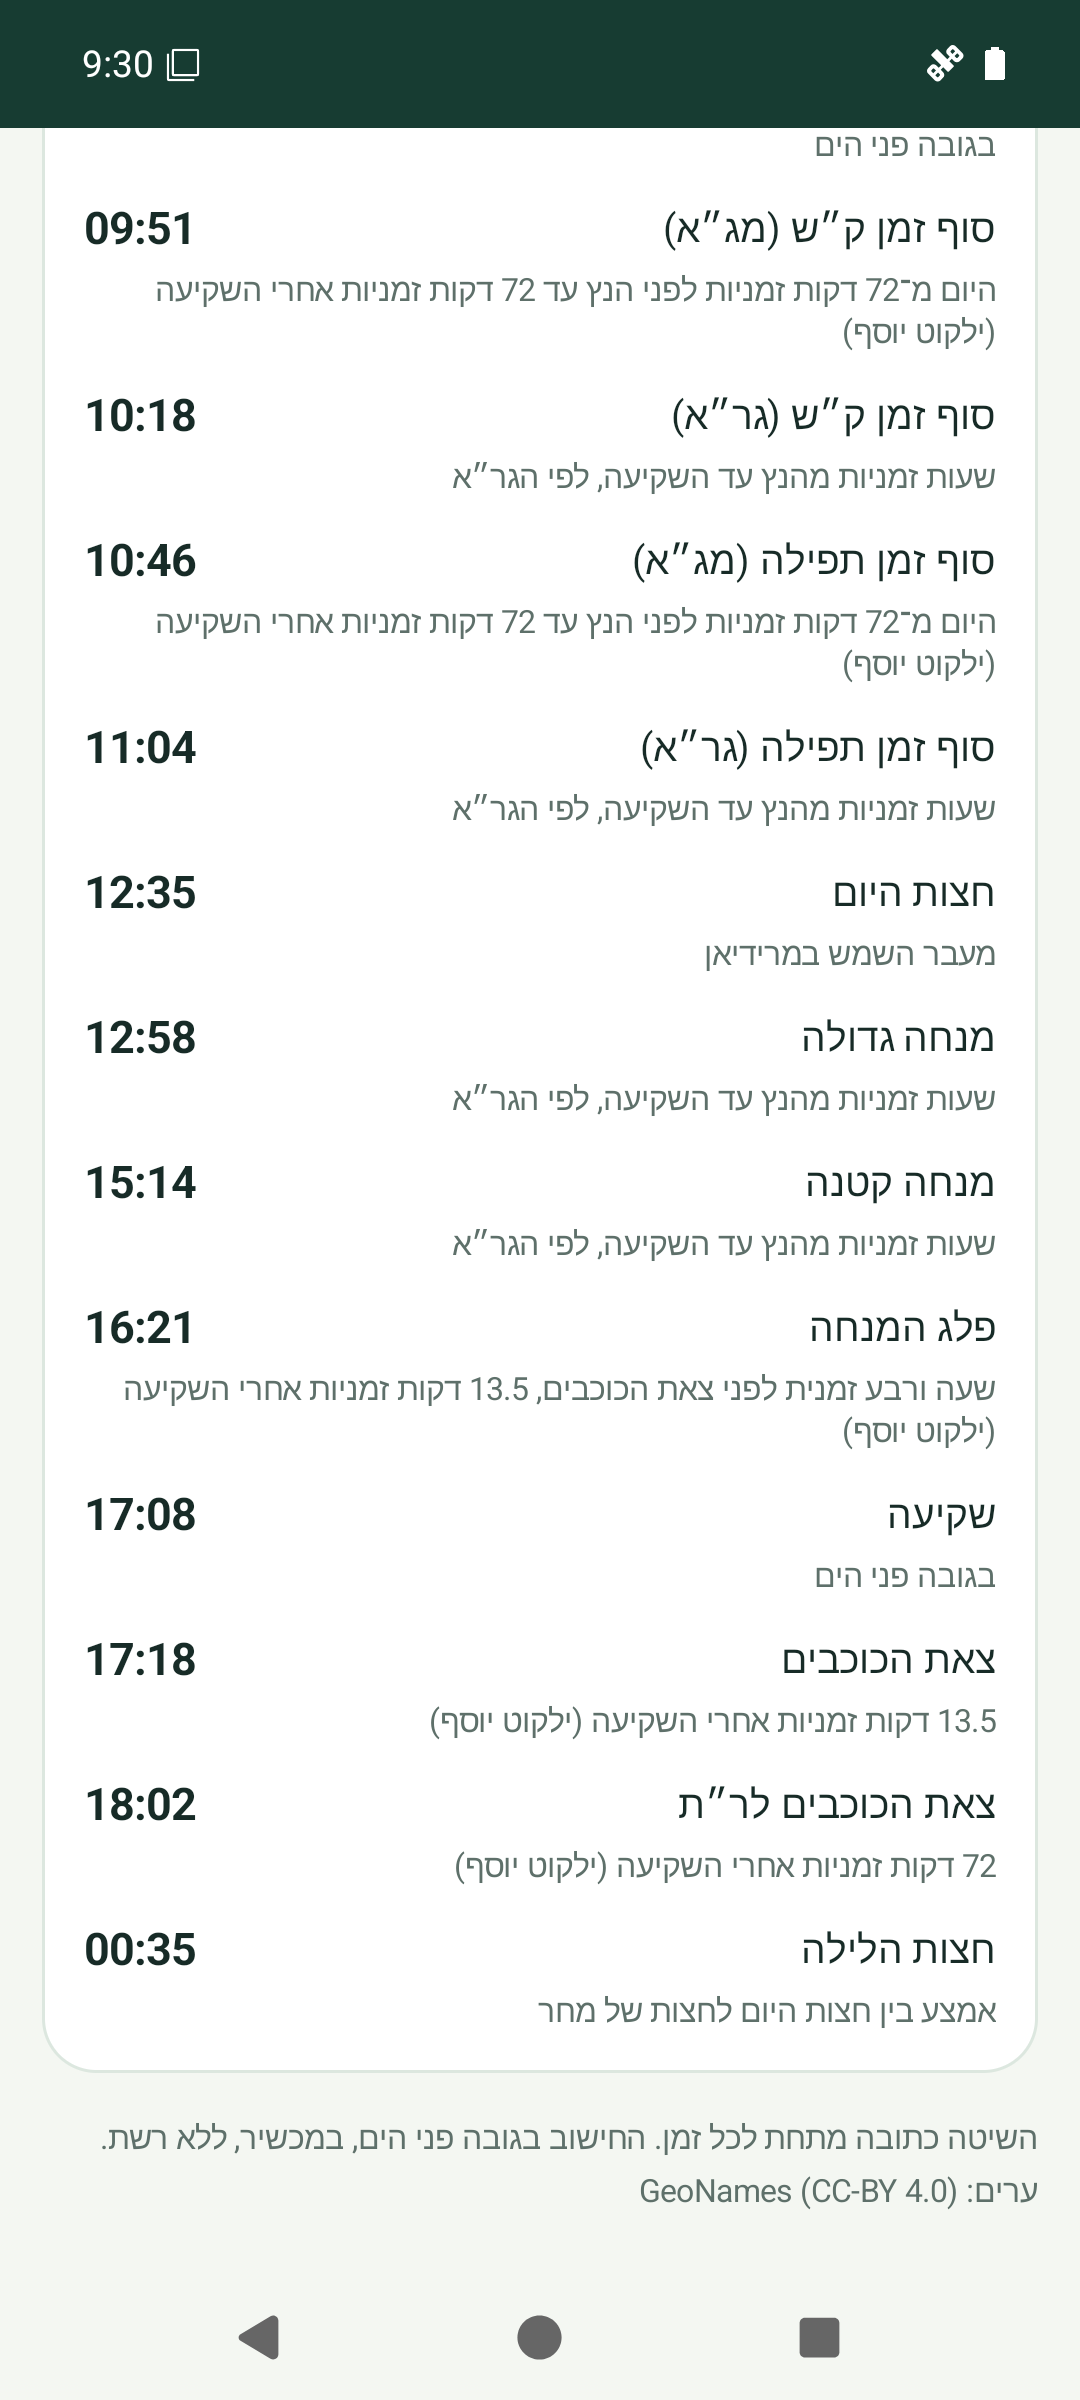 9:30
בגובה פני הים
סוף זמן ק״ש (מג״א) 09:51
היום מ־72 דקות זמניות לפני הנץ עד 72 דקות זמניות אחרי השקיעה
(ילקוט יוסף)
סוף זמן ק״ש (גר״א) 10:18
שעות זמניות מהנץ עד השקיעה, לפי הגר״א
סוף זמן תפילה (מג״א) 10:46
היום מ־72 דקות זמניות לפני הנץ עד 72 דקות זמניות אחרי השקיעה
(ילקוט יוסף)
סוף זמן תפילה (גר״א) 11:04
שעות זמניות מהנץ עד השקיעה, לפי הגר״א
חצות היום 12:35
מעבר השמש במרידיאן
מנחה גדולה 12:58
שעות זמניות מהנץ עד השקיעה, לפי הגר״א
מנחה קטנה 15:14
שעות זמניות מהנץ עד השקיעה, לפי הגר״א
פלג המנחה 16:21
שעה ורבע זמנית לפני צאת הכוכבים, 13.5 דקות זמניות אחרי השקיעה
(ילקוט יוסף)
שקיעה 17:08
בגובה פני הים
צאת הכוכבים 17:18
13.5 דקות זמניות אחרי השקיעה (ילקוט יוסף)
צאת הכוכבים לר״ת 18:02
72 דקות זמניות אחרי השקיעה (ילקוט יוסף)
חצות הלילה 00:35
אמצע בין חצות היום לחצות של מחר
השיטה כתובה מתחת לכל זמן. החישוב בגובה פני הים, במכשיר, ללא רשת.
ערים: GeoNames (CC-BY 4.0)